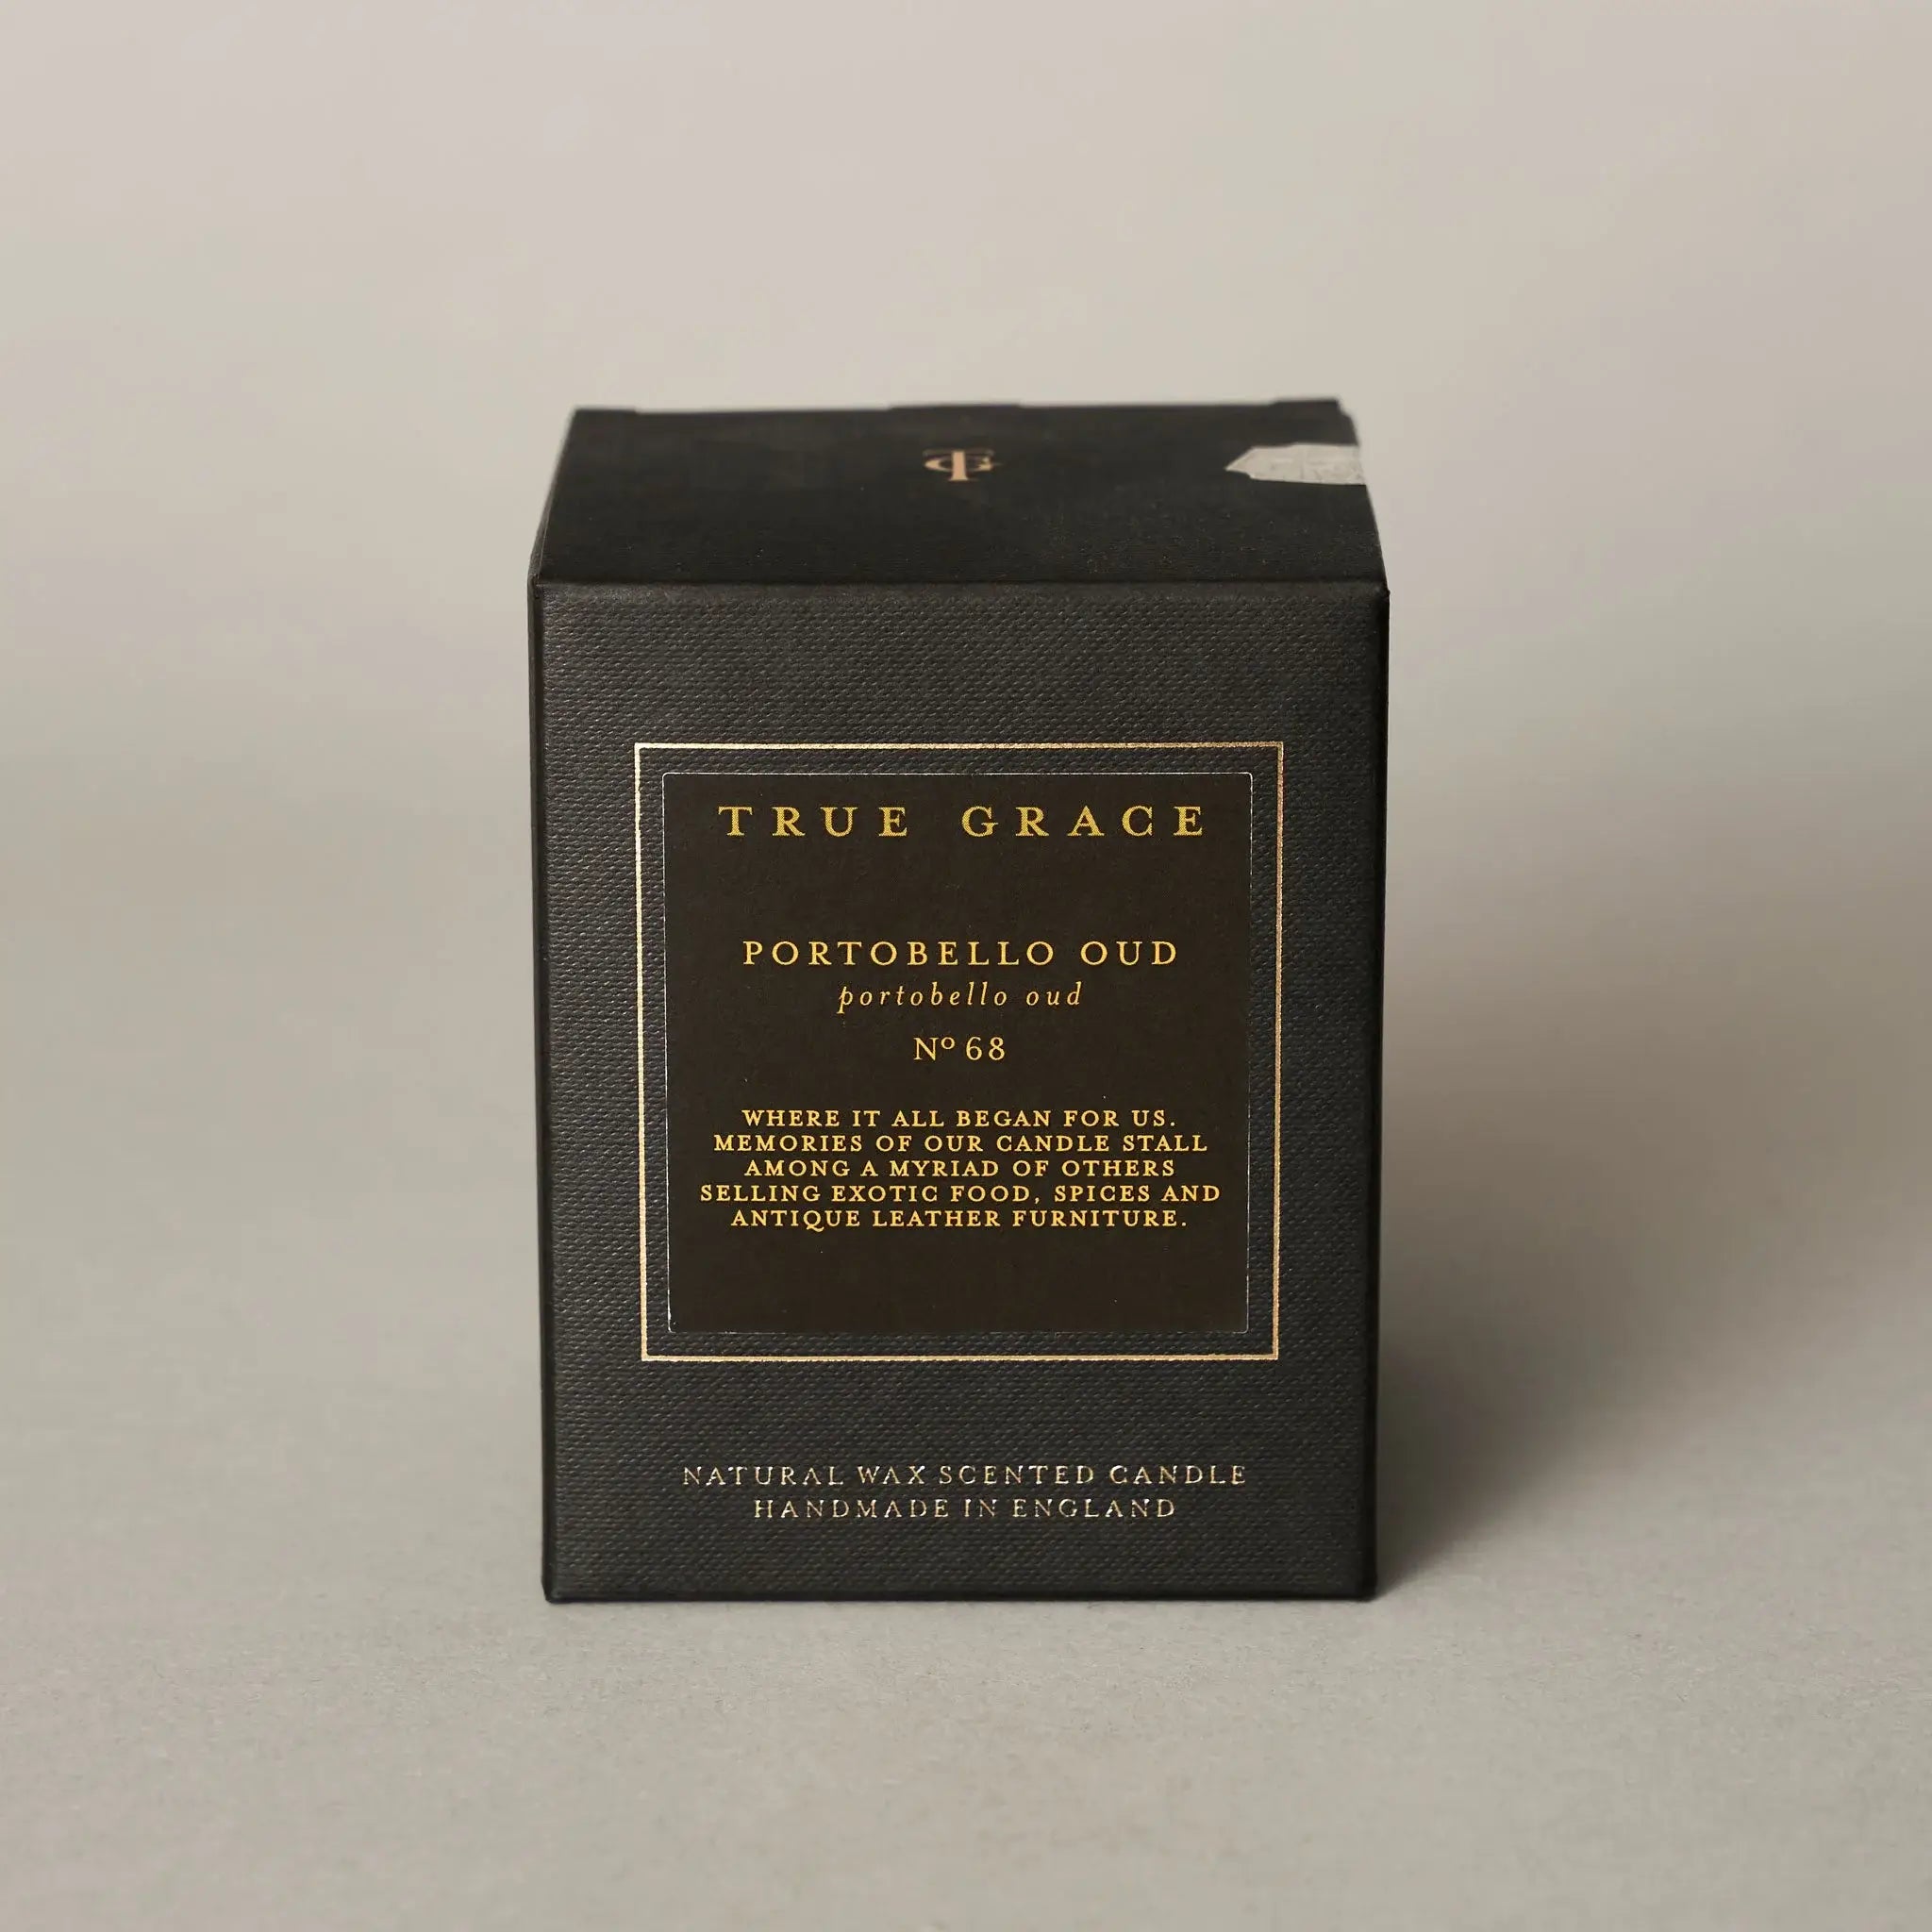 TG
TRUE GRACE
PORTOBELLO OUD
portobello oud
Nº 68
WHERE IT ALL BEGAN FOR US.
MEMORIES OF OUR CANDLE STALL
AMONG A MYRIAD OF OTHERS
SELLING EXOTIC FOOD, SPICES AND
ANTIQUE LEATHER FURNITURE.
NATURAL WAX SCENTED CANDLE
HANDMADE IN ENGLAND